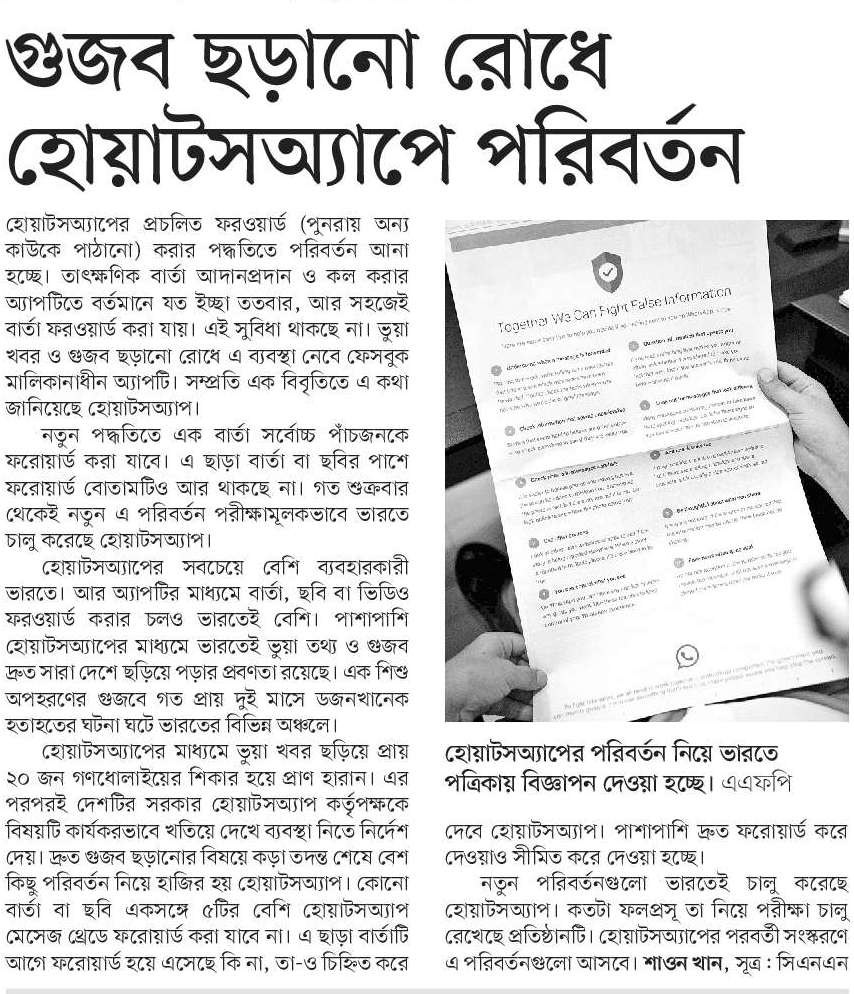 গুজব ছড়ানো রোধে
হোয়াটসঅ্যাপে পরিবর্তন
হোয়াটসঅ্যাপের প্রচলিত ফরওয়ার্ড (পুনরায় অন্য
কাউকে পাঠানো) করার পদ্ধতিতে পরিবর্তন আনা
হচ্ছে। তাৎক্ষণিক বার্তা আদানপ্রদান ও কল করার
অ্যাপটিতে বর্তমানে যত ইচ্ছা ততবার, আর সহজেই
বার্তা ফরওয়ার্ড করা যায়। এই সুবিধা থাকছে না। ভুয়া
খবর ও গুজব ছড়ানো রোধে এ ব্যবস্থা নেবে ফেসবুক
মালিকানাধীন অ্যাপটি। সম্প্রতি এক বিবৃতিতে এ কথা
জানিয়েছে হোয়াটসঅ্যাপ।
নতুন পদ্ধতিতে এক বার্তা সর্বোচ্চ পাঁচজনকে
ফরোয়ার্ড করা যাবে। এ ছাড়া বার্তা বা ছবির পাশে
ফরোয়ার্ড বোতামটিও আর থাকছে না। গত শুক্রবার
থেকেই নতুন এ পরিবর্তন পরীক্ষামূলকভাবে ভারতে
চালু করেছে হোয়াটসঅ্যাপ।
হোয়াটসঅ্যাপের সবচেয়ে বেশি ব্যবহারকারী
ভারতে। আর অ্যাপটির মাধ্যমে বার্তা, ছবি বা ভিডিও
ফরওয়ার্ড করার চলও ভারতেই বেশি। পাশাপাশি
হোয়াটসঅ্যাপের মাধ্যমে ভারতেই ভুয়া তথ্য ও গুজব
দ্রুত সারা দেশে ছড়িয়ে পড়ার প্রবণতা রয়েছে। এক শিশু
অপহরণের গুজবে গত প্রায় দুই মাসে ডজনখানেক
হতাহতের ঘটনা ঘটে ভারতের বিভিন্ন অঞ্চলে।
হোয়াটসঅ্যাপের মাধ্যমে ভুয়া খবর ছড়িয়ে প্রায়
২০ জন গণধোলাইয়ের শিকার হয়ে প্রাণ হারান। এর
পরপরই দেশটির সরকার হোয়াটসঅ্যাপ কর্তৃপক্ষকে
বিষয়টি কার্যকরভাবে খতিয়ে দেখে ব্যবস্থা নিতে নির্দেশ
দেয়। দ্রুত গুজব ছড়ানোর বিষয়ে কড়া তদন্ত শেষে বেশ
কিছু পরিবর্তন নিয়ে হাজির হয় হোয়াটসঅ্যাপ। কোনো
বার্তা বা ছবি একসঙ্গে ৫টির বেশি হোয়াটসঅ্যাপ
মেসেজ থ্রেডে ফরোয়ার্ড করা যাবে না। এ ছাড়া বার্তাটি
আগে ফরোয়ার্ড হয়ে এসেছে কি না, তা-ও চিহ্নিত করে
Together We Can Fight False Information
হোয়াটসঅ্যাপের পরিবর্তন নিয়ে ভারতে
পত্রিকায় বিজ্ঞাপন দেওয়া হচ্ছে। এএফপি
দেবে হোয়াটসঅ্যাপ। পাশাপাশি দ্রুত ফরোয়ার্ড করে
দেওয়াও সীমিত করে দেওয়া হচ্ছে।
নতুন পরিবর্তনগুলো ভারতেই চালু করেছে
হোয়াটসঅ্যাপ। কতটা ফলপ্রসূ তা নিয়ে পরীক্ষা চালু
রেখেছে প্রতিষ্ঠানটি। হোয়াটসঅ্যাপের পরবর্তী সংস্করণে
এ পরিবর্তনগুলো আসবে। শাওন খান, সূত্র : সিএনএন